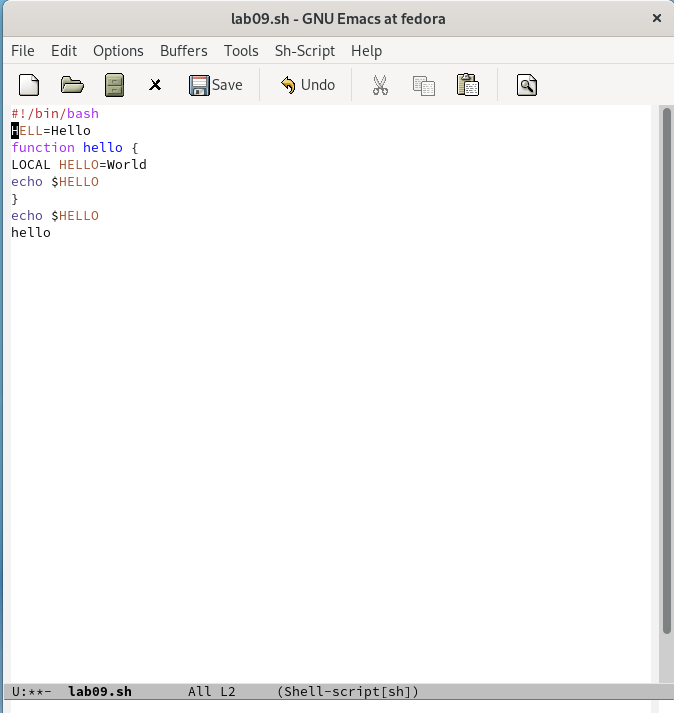 lab09.sh - GNU Emacs at fedora
File Edit Options Buffers Tools Sh-Script Help
Save Undo
#!/bin/bash
HELL=Hello
function hello {
LOCAL HELLO=World
echo $HELLO
}
echo $HELLO
hello
U:**- lab09.sh All L2 (Shell-script[sh])